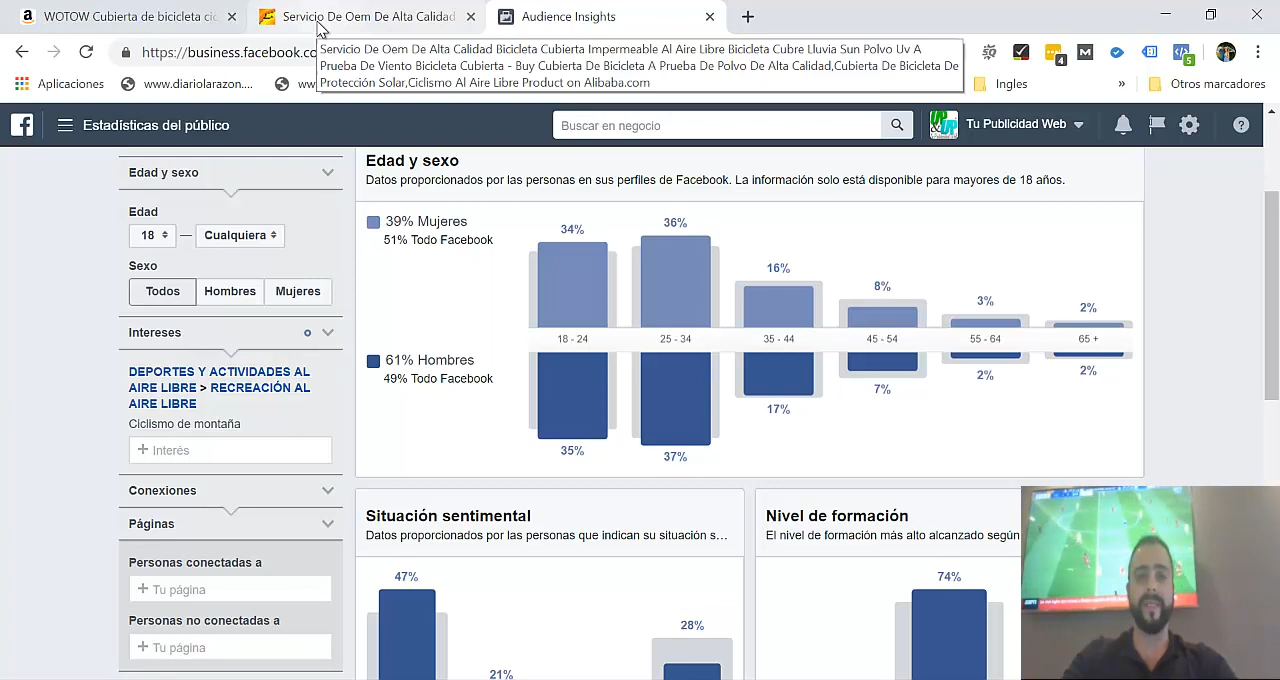 WOTOW Cubierta de bicicleta cic
Servicio De Oem De Alta Calidad
Audience Insights
https://business.facebook.co
Servicio De Oem De Alta Calidad Bicicleta Cubierta Impermeable Al Aire Libre Bicicleta Cubre Lluvia Sun Polvo Uv A
Prueba De Viento Bicicleta Cubierta - Buy Cubierta De Bicicleta A Prueba De Polvo De Alta Calidad,Cubierta De Bicicleta De
Protección Solar,Ciclismo Al Aire Libre Product on Alibaba.com
4
5
Aplicaciones
www.diariolarazon....
Ingles
»
Otros marcadores
Estadísticas del público
Buscar en negocio
UP & UP
Tu Publicidad Web
Edad y sexo
Edad
18 — Cualquiera
Sexo
Todos Hombres Mujeres
Intereses
DEPORTES Y ACTIVIDADES AL
AIRE LIBRE > RECREACIÓN AL
AIRE LIBRE
Ciclismo de montaña
+ Interés
Conexiones
Páginas
Personas conectadas a
+ Tu página
Personas no conectadas a
+ Tu página
Edad y sexo
Datos proporcionados por las personas en sus perfiles de Facebook. La información solo está disponible para mayores de 18 años.
39% Mujeres
51% Todo Facebook
34% 36% 16% 8% 3% 2%
18 - 24 25 - 34 35 - 44 45 - 54 55 - 64 65 +
61% Hombres
49% Todo Facebook
35% 37% 17% 7% 2% 2%
Situación sentimental
Datos proporcionados por las personas que indican su situación s...
47%
21%
28%
Nivel de formación
El nivel de formación más alto alcanzado según
74%
ESPN